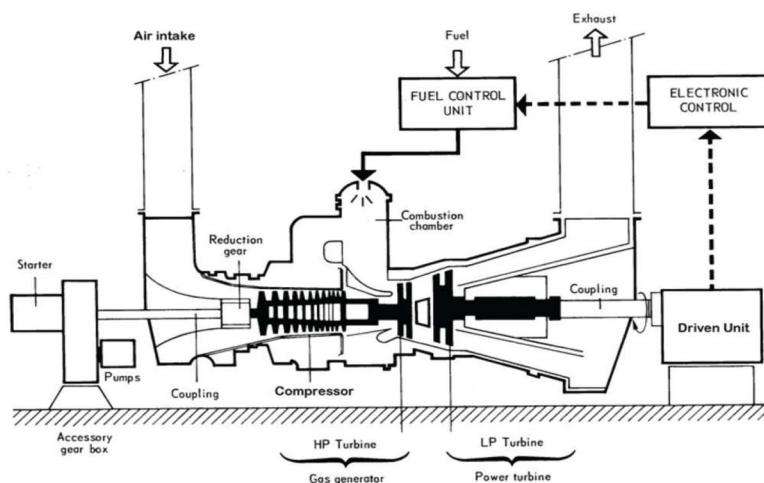 Air intake
Fuel
Exhaust
FUEL CONTROL
UNIT
ELECTRONIC
CONTROL
Combustion
chamber
Reduction
gear
Starter
Coupling
Driven Unit
Pumps
Coupling
Compressor
Accessory
gear box
HP Turbine
LP Turbine
Gas generator
Power turbine